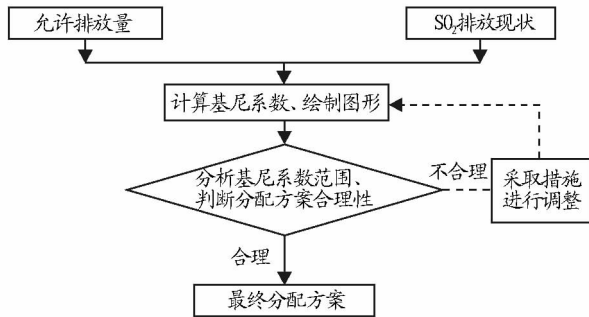 允许排放量
SO₂排放现状
计算基尼系数、绘制图形
分析基尼系数范围、
判断分配方案合理性
不合理
采取措施
进行调整
合理
最终分配方案